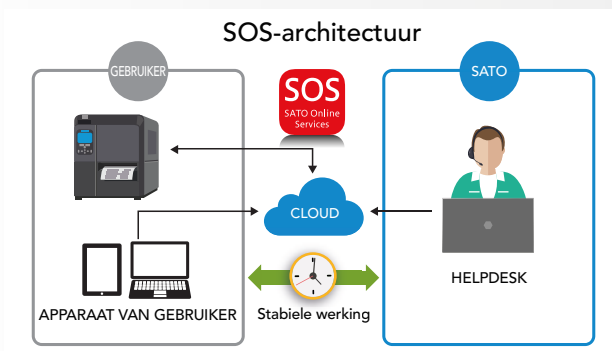 SOS-architectuur
GEBRUIKER
SATO
SOS
SATO Online
Services
CLOUD
HELPDESK
APPARAAT VAN GEBRUIKER
Stabiele werking